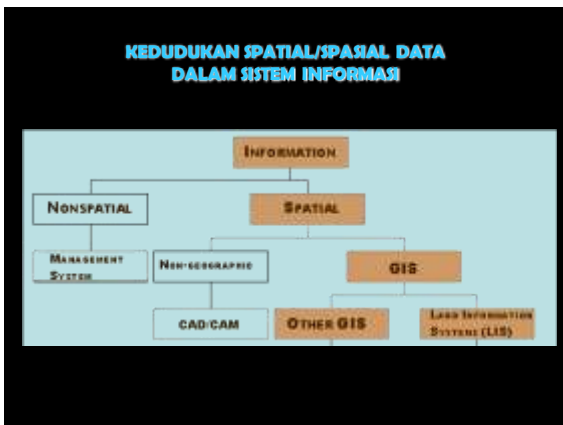 KEDUDUKAN SPATIAL/SPASIAL DATA
DALAM SISTEM INFORMASI
INFORMATION
NONSPATIAL
SPATIAL
MANAGEMENT
SYSTEM
NON-GEOGRAPHIC
GIS
CAD/CAM
OTHER GIS
LAND INFORMATION
SYSTEMS (LIS)